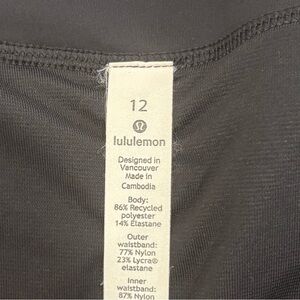 12
lululemon
Designed in
Vancouver
Made in
Cambodia
Body:
86% Recycled
polyester
14% Elastane
Outer
waistband:
77% Nylon
23% Lycra®
elastane
Inner
waistband:
87% Nylon